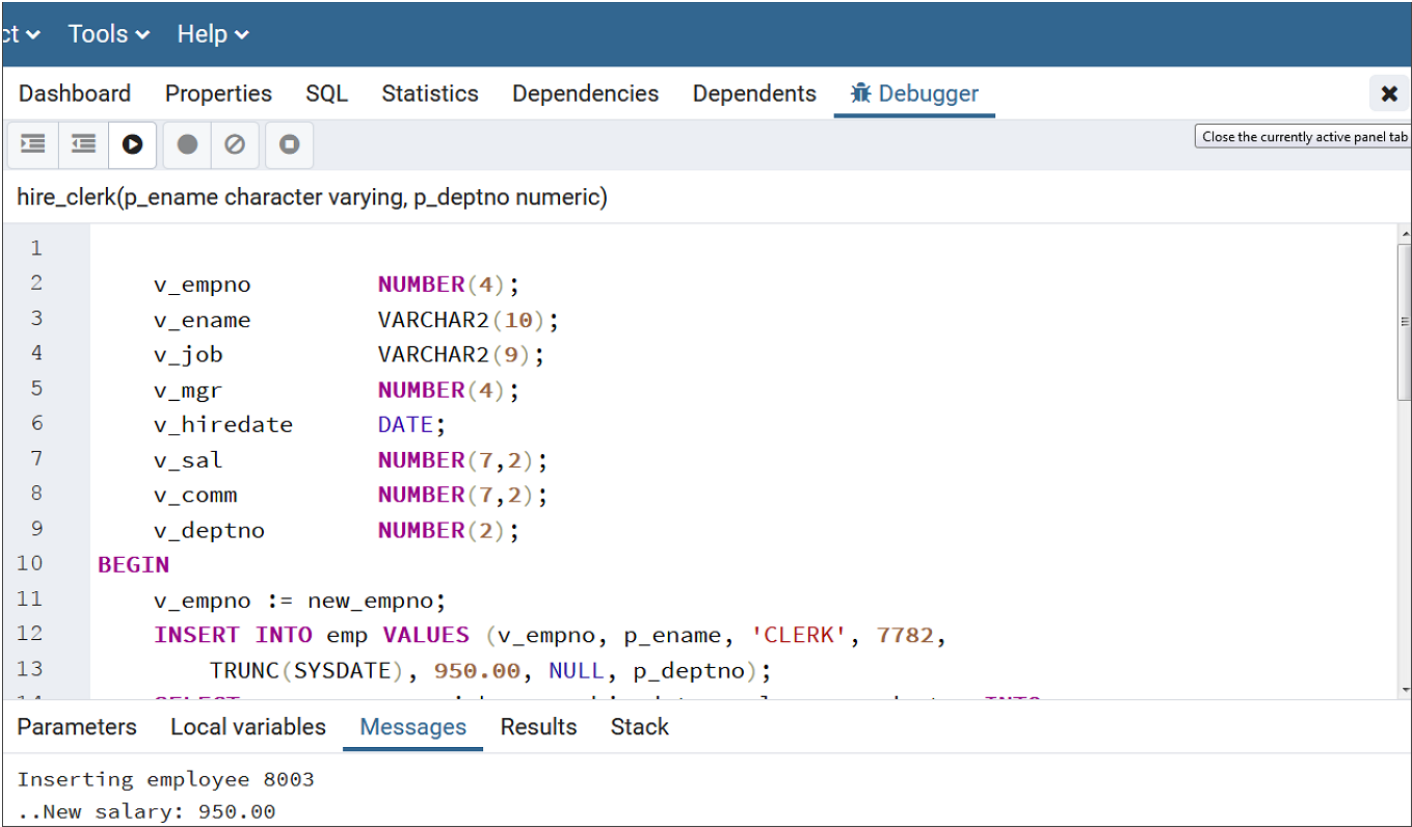 ct Tools Help
Dashboard Properties SQL Statistics Dependencies Dependents Debugger
Close the currently active panel tab
hire_clerk(p_ename character varying, p_deptno numeric)
1
2 v_empno NUMBER(4);
3 v_ename VARCHAR2(10);
4 v_job VARCHAR2(9);
5 v_mgr NUMBER(4);
6 v_hiredate DATE;
7 v_sal NUMBER(7,2);
8 v_comm NUMBER(7,2);
9 v_deptno NUMBER(2);
10 BEGIN
11 v_empno := new_empno;
12 INSERT INTO emp VALUES (v_empno, p_ename, 'CLERK', 7782,
13 TRUNC(SYSDATE), 950.00, NULL, p_deptno);
Parameters Local variables Messages Results Stack
Inserting employee 8003
..New salary: 950.00